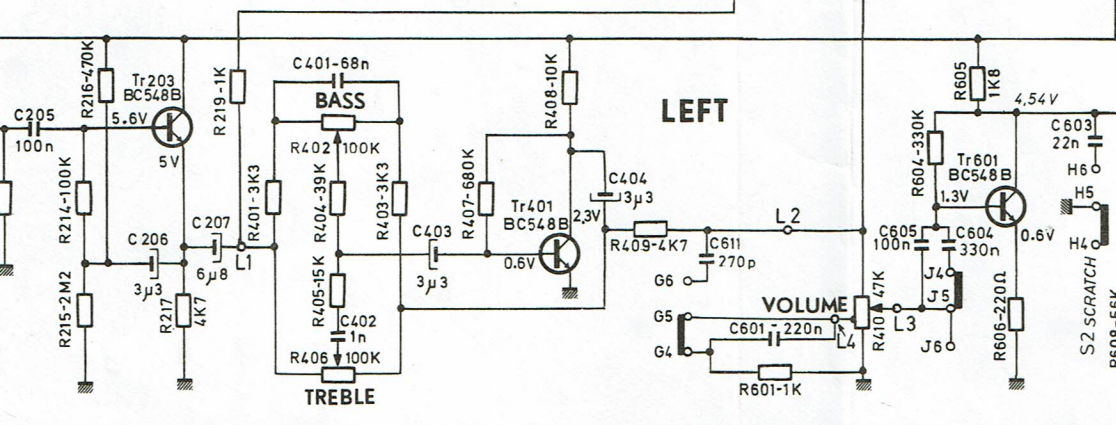 R216-470K
Tr203
BC548B
C205
100n
5.6V
5V
R214-100K
R215-2M2
C206
3µ3
R217
4K7
C207
6µ8
R219-1K
L1
R401-3K3
C401-68n
BASS
R402 100K
R404-39K
R403-3K3
R405-15K
C402
1n
R406 100K
TREBLE
C403
3µ3
R407-680K
R408-10K
Tr401
BC548B
2,3V
0.6V
C404
3µ3
LEFT
R409-4K7
C611
270p
L2
G6
G5
G4
VOLUME
C601-220n
L4
R601-1K
R410 47K
L3
R605
1K8
4,54V
R604-330K
Tr601
BC548B
1.3V
0.6V
C605
100n
C604
330n
J4
J5
J6
R606-220Ω
C603
22n
H6
H5
H4
S2 SCRATCH